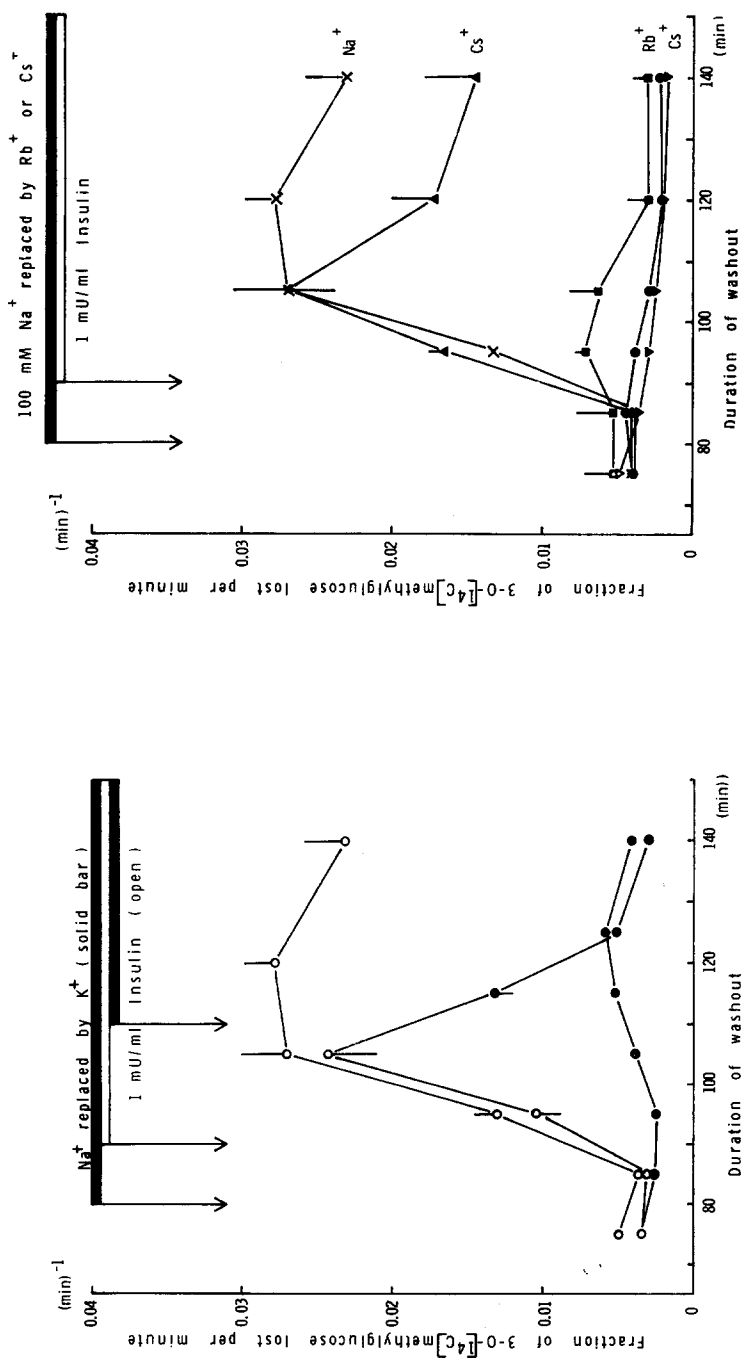 Na+ replaced by K+ (solid bar)
1 mU/ml Insulin (open)
(min)-1
0.04
0.03
0.02
0.01
0
Fraction of 3-O-[14C]methylglucose lost per minute
80
100
120
140
(min))
Duration of washout
100 mM Na+ replaced by Rb+ or Cs+
1 mU/ml Insulin
(min)-1
0.04
0.03
0.02
0.01
0
Fraction of 3-O-[14C]methylglucose lost per minute
Na+
Cs+
Rb+
Cs+
80
100
120
140
(min)
Duration of washout